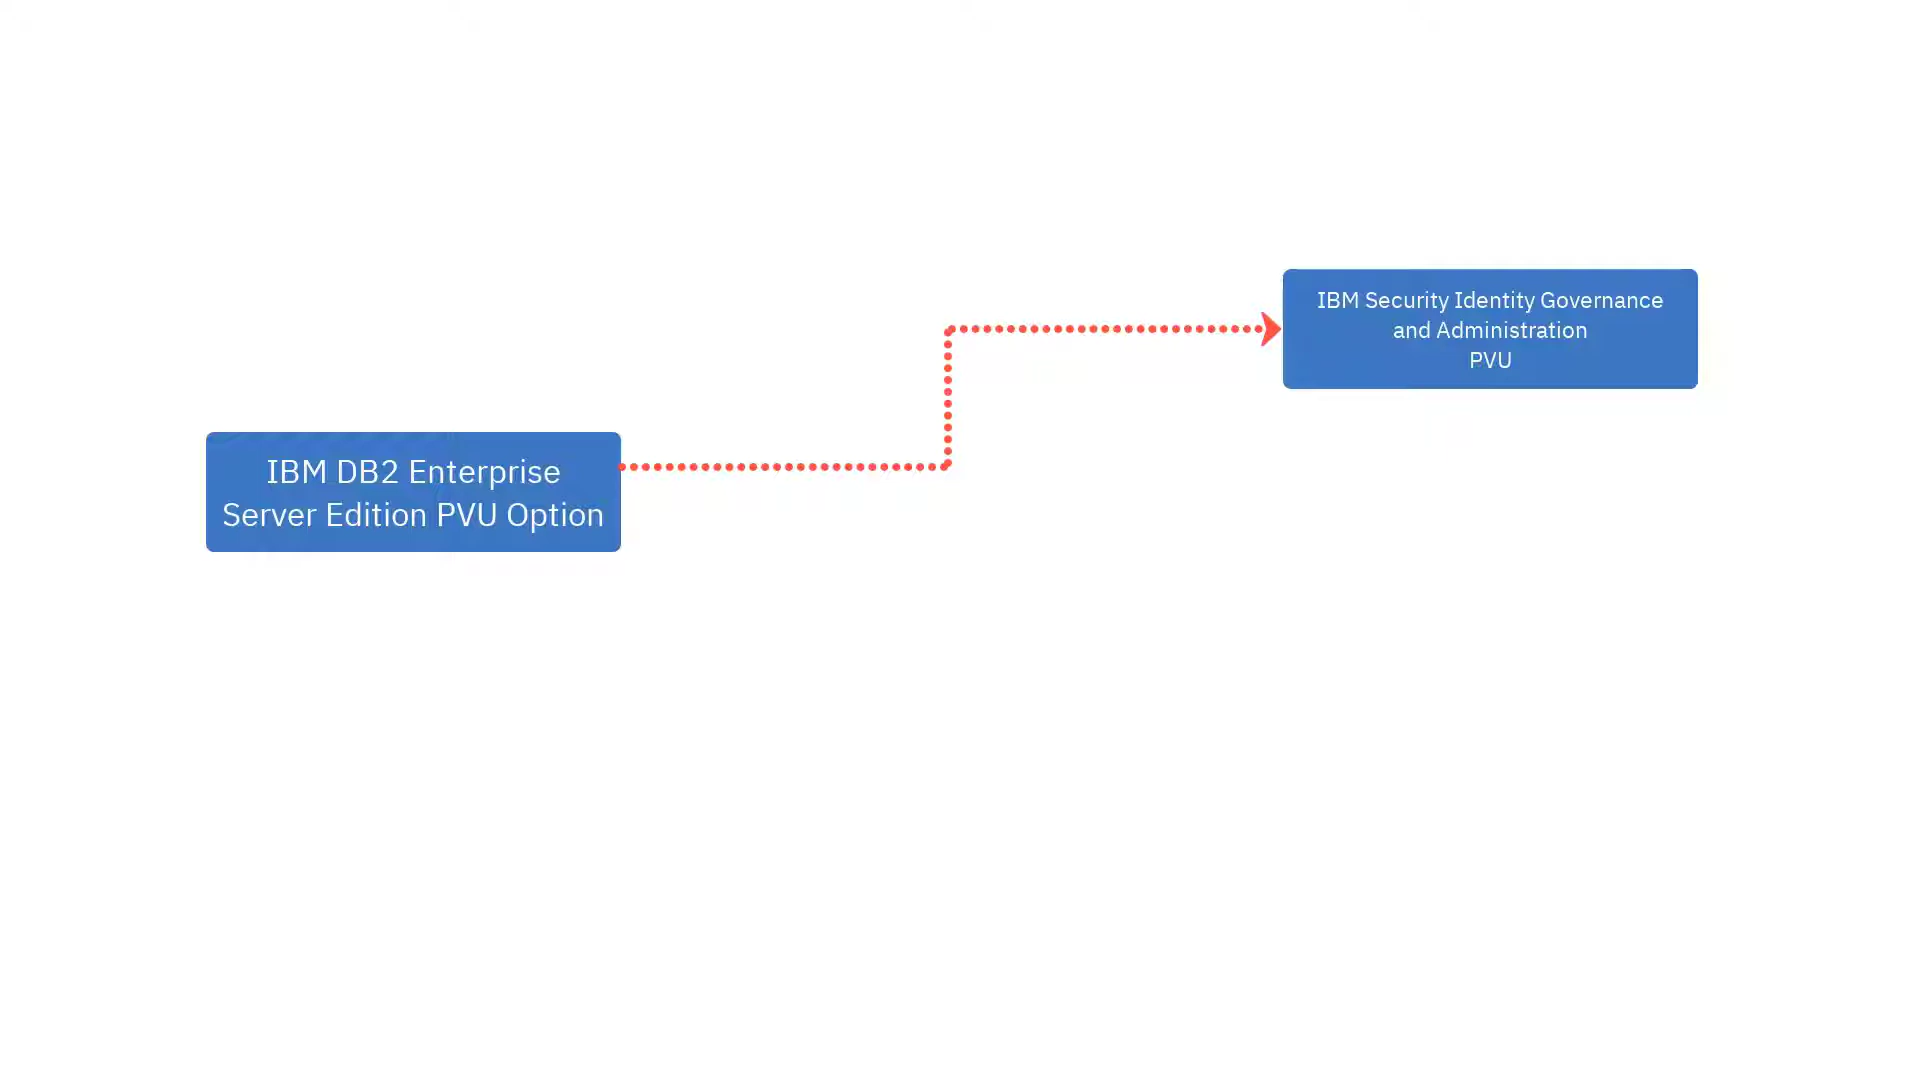 IBM Security Identity Governance
and Administration
PVU
IBM DB2 Enterprise
Server Edition PVU Option